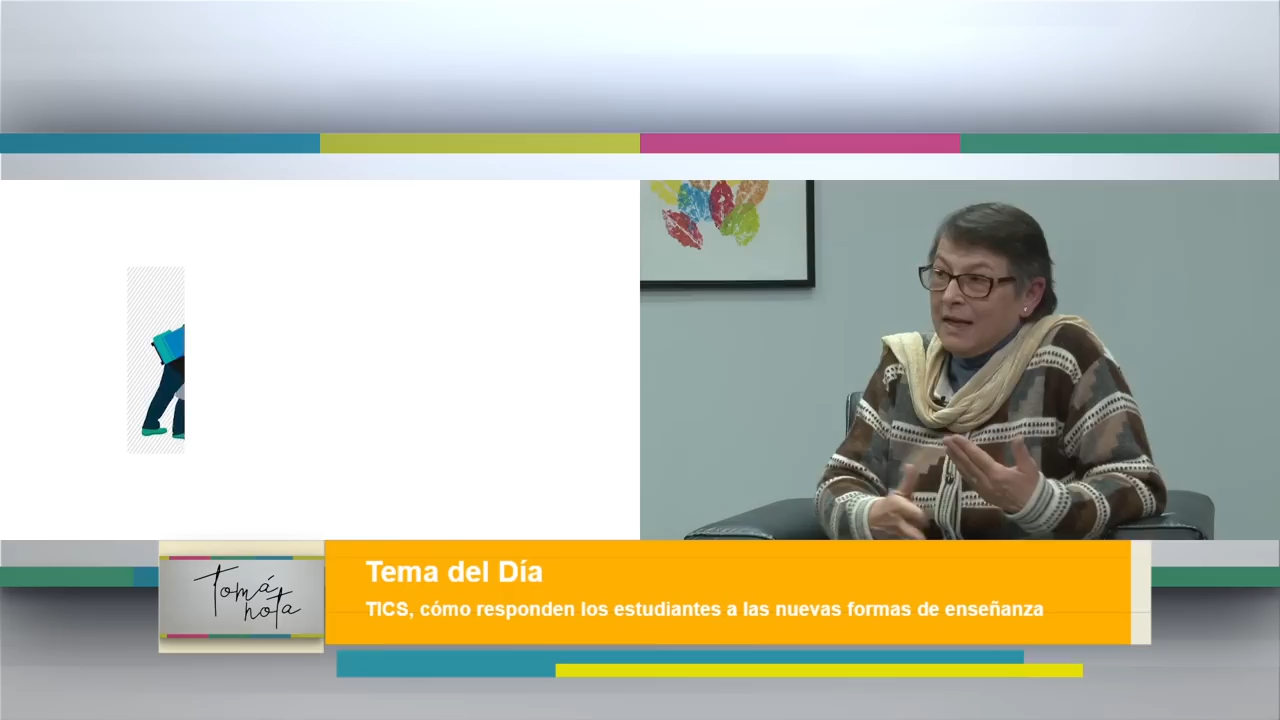 Tomá
nota
Tema del Día
TICS, cómo responden los estudiantes a las nuevas formas de enseñanza